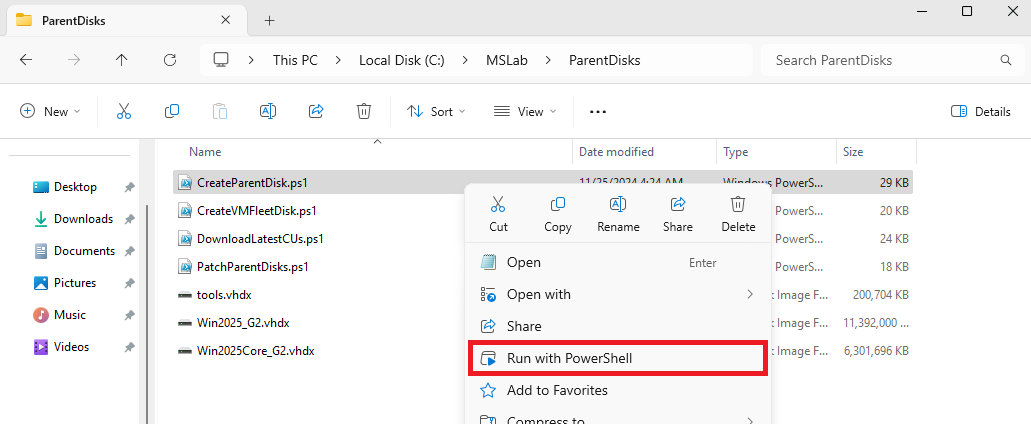 ParentDisks
This PC > Local Disk (C:) > MSLab > ParentDisks
Search ParentDisks
New
Sort
View
Details
Name Date modified Type Size
Desktop
Downloads
Documents
Pictures
Music
Videos
CreateParentDisk.ps1 11/25/2024 4:24 AM Windows PowerS... 29 KB
CreateVMFleetDisk.ps1 PowerS... 20 KB
DownloadLatestCUs.ps1 PowerS... 24 KB
PatchParentDisks.ps1 PowerS... 18 KB
tools.vhdx Image F... 200,704 KB
Win2025_G2.vhdx Image F... 11,392,000 ...
Win2025Core_G2.vhdx Image F... 6,301,696 KB
Cut Copy Rename Share Delete
Open Enter
Open with
Share
Run with PowerShell
Add to Favorites
Compress to